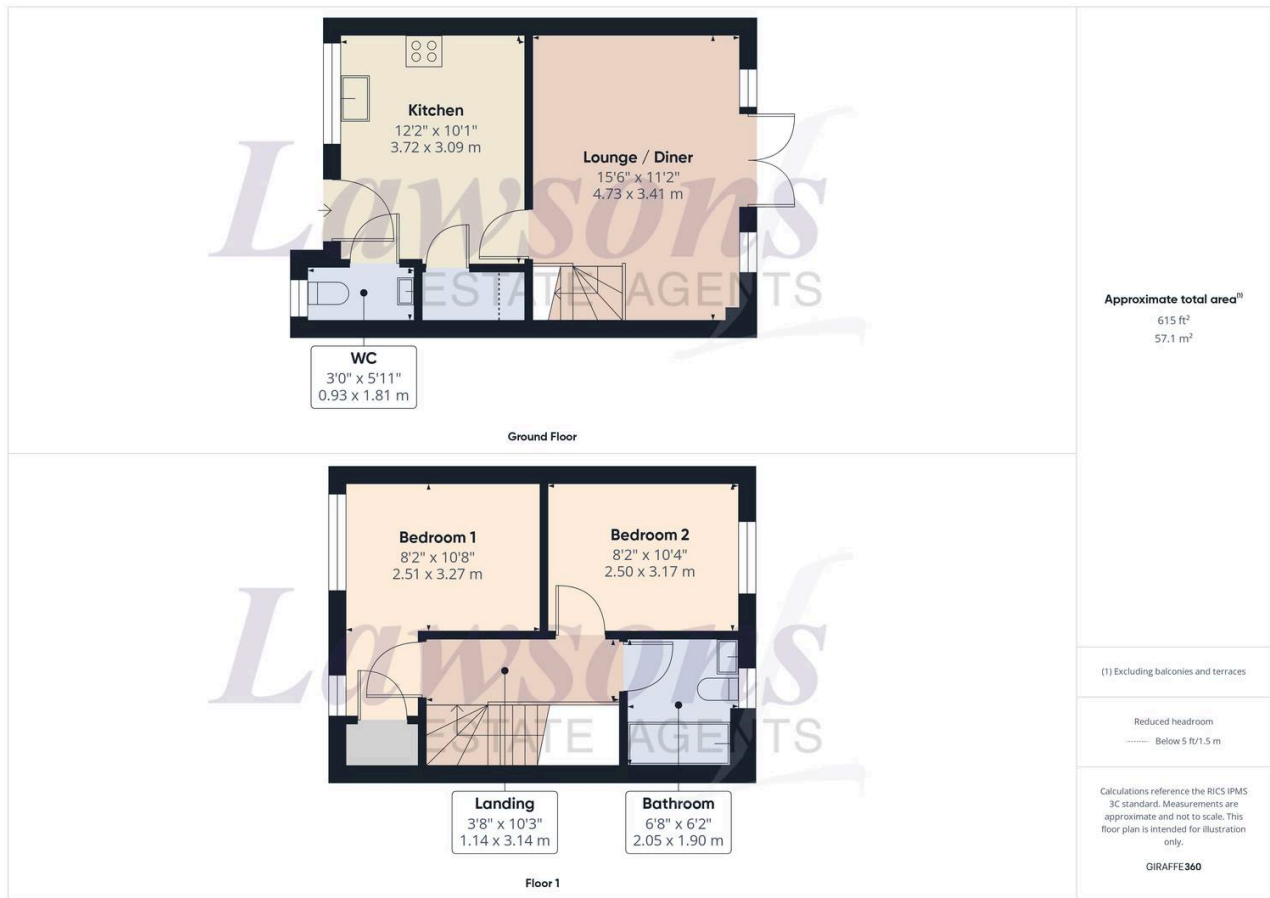 Kitchen
12'2" x 10'1"
3.72 x 3.09 m
Lounge / Diner
15'6" x 11'2"
4.73 x 3.41 m
Lawsons
ESTATE AGENTS
WC
3'0" x 5'11"
0.93 x 1.81 m
Ground Floor
Bedroom 1
8'2" x 10'8"
2.51 x 3.27 m
Bedroom 2
8'2" x 10'4"
2.50 x 3.17 m
Lawsons
ESTATE AGENTS
Landing
3'8" x 10'3"
1.14 x 3.14 m
Bathroom
6'8" x 6'2"
2.05 x 1.90 m
Floor 1
Approximate total area⁽¹⁾
615 ft²
57.1 m²
(1) Excluding balconies and terraces
Reduced headroom
Below 5 ft/1.5 m
Calculations reference the RICS IPMS
3C standard. Measurements are
approximate and not to scale. This
floor plan is intended for illustration
only.
GIRAFFE360